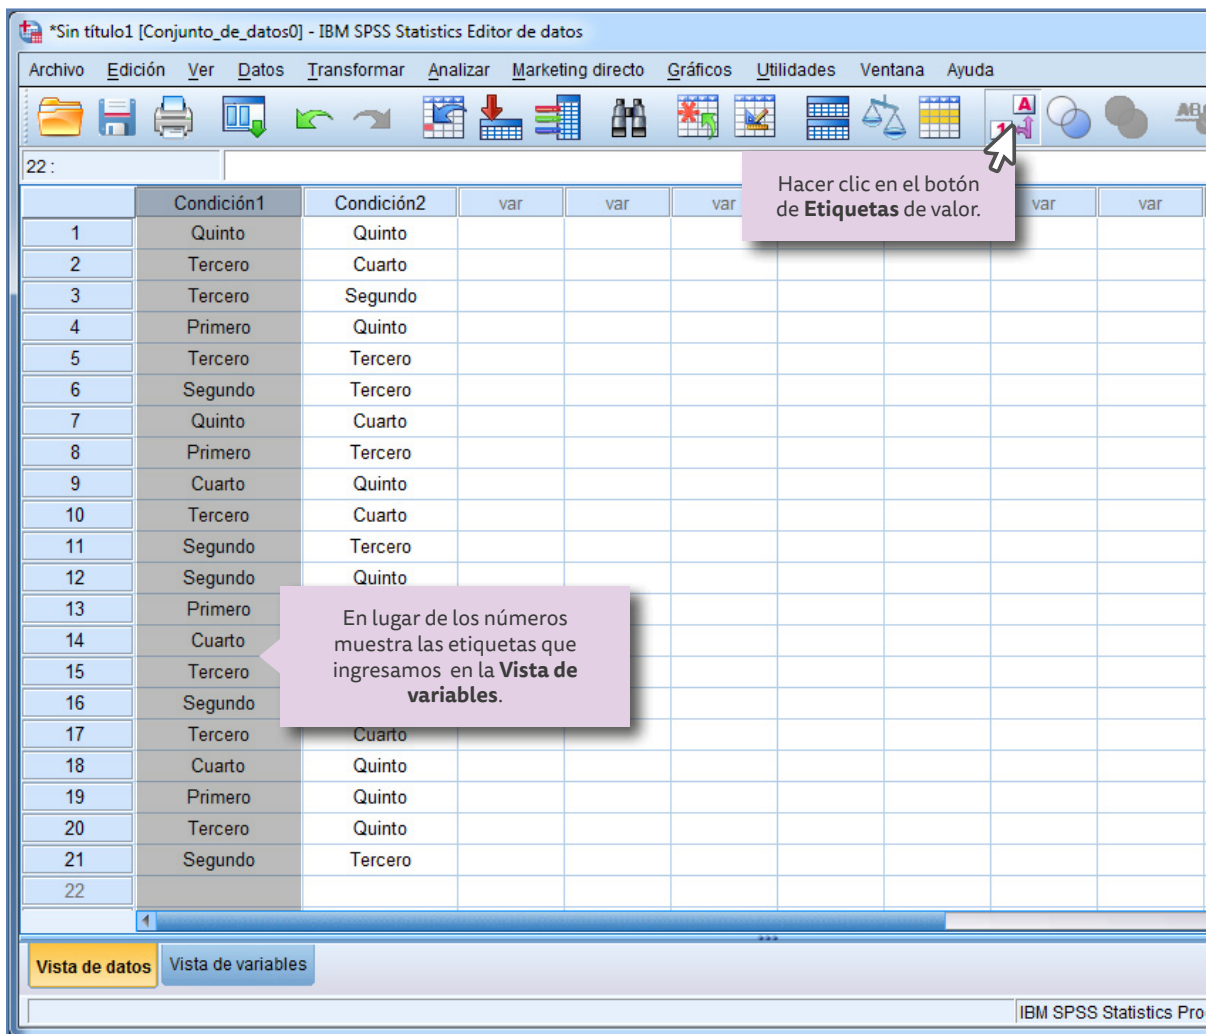 *Sin título1 [Conjunto_de_datos0] - IBM SPSS Statistics Editor de datos
Archivo Edición Ver Datos Transformar Analizar Marketing directo Gráficos Utilidades Ventana Ayuda
A
1
22 :
Hacer clic en el botón
de Etiquetas de valor.
Condición1 Condición2 var var var var var
1 Quinto Quinto
2 Tercero Cuarto
3 Tercero Segundo
4 Primero Quinto
5 Tercero Tercero
6 Segundo Tercero
7 Quinto Cuarto
8 Primero Tercero
9 Cuarto Quinto
10 Tercero Cuarto
11 Segundo Tercero
12 Segundo Quinto
13 Primero
14 Cuarto
15 Tercero
16 Segundo
En lugar de los números
muestra las etiquetas que
ingresamos en la Vista de
variables.
17 Tercero Cuarto
18 Cuarto Quinto
19 Primero Quinto
20 Tercero Quinto
21 Segundo Tercero
22
Vista de datos Vista de variables
IBM SPSS Statistics Pro